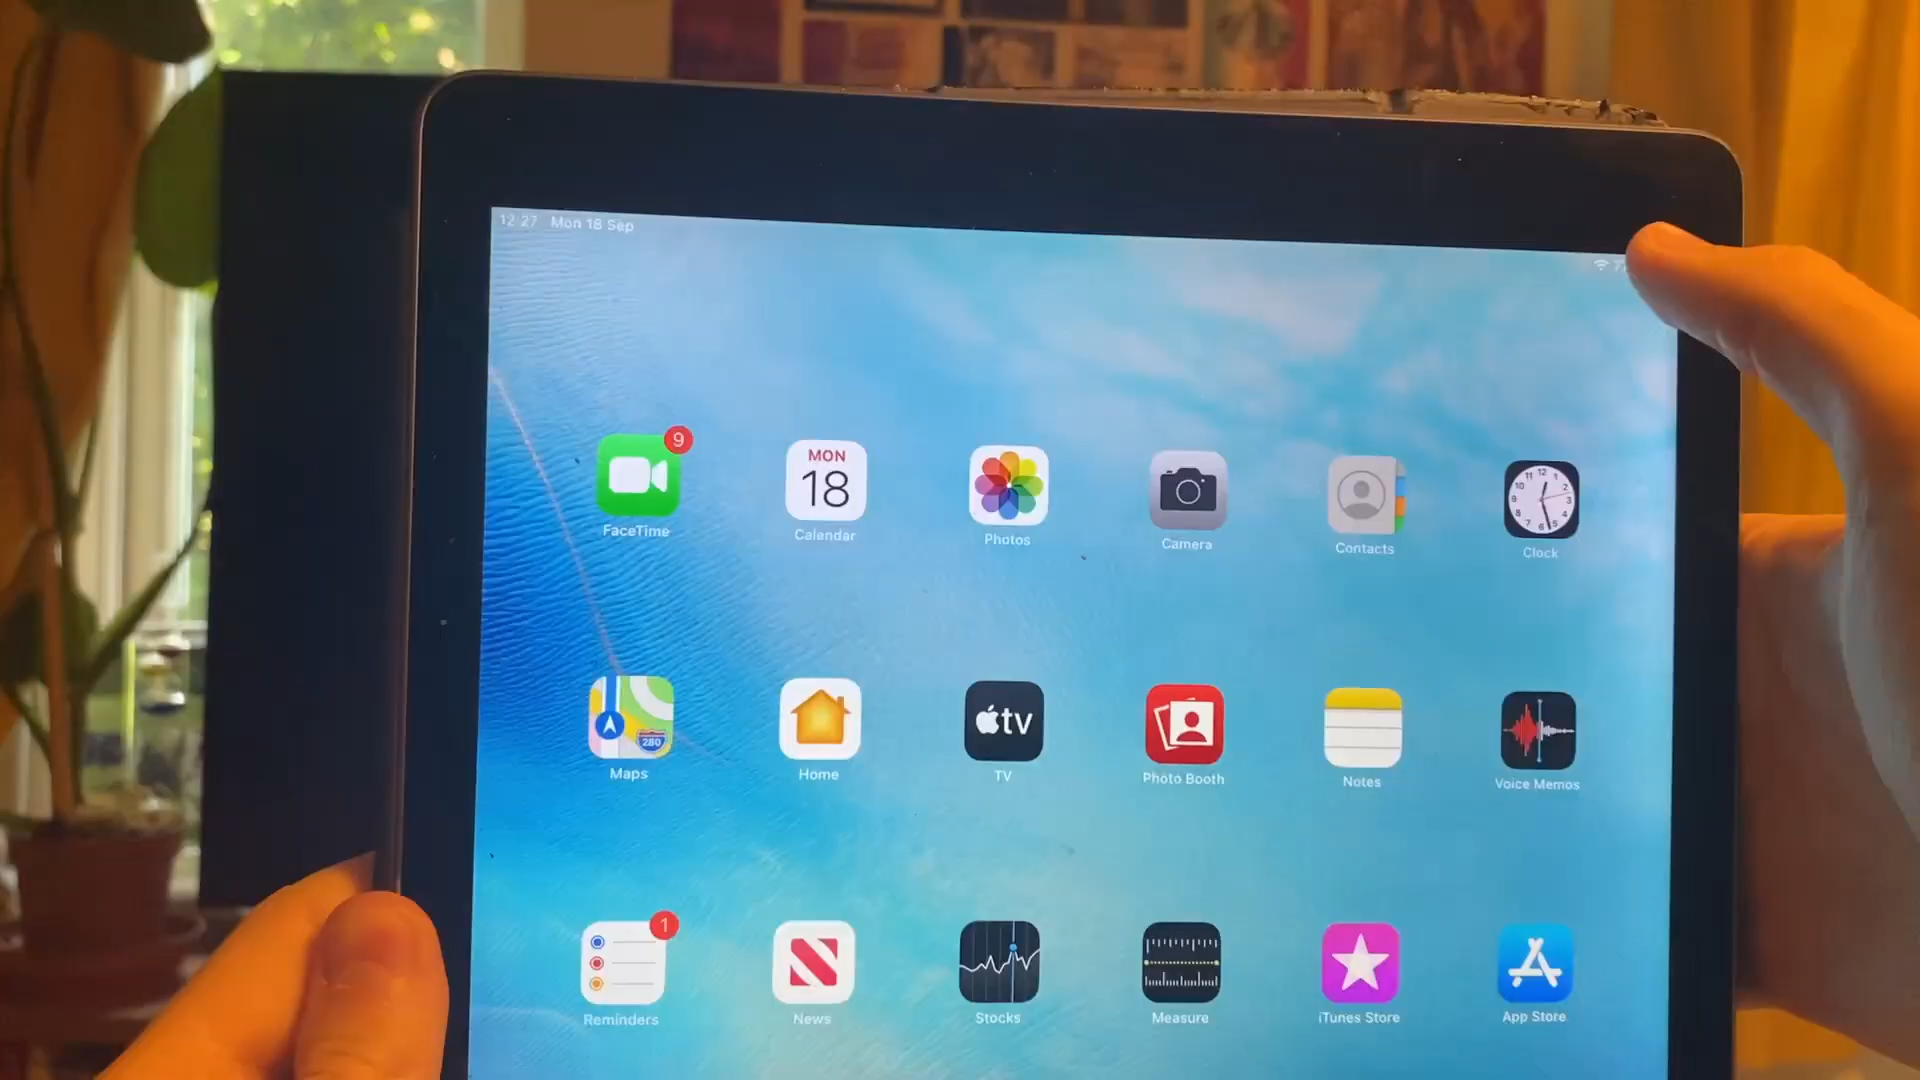 12:27 Mon 18 Sep
9
MON
18
FaceTime
Calendar
Photos
Camera
Contacts
Clock
280
tv
Maps
Home
TV
Photo Booth
Notes
Voice Memos
1
Reminders
News
Stocks
Measure
iTunes Store
App Store